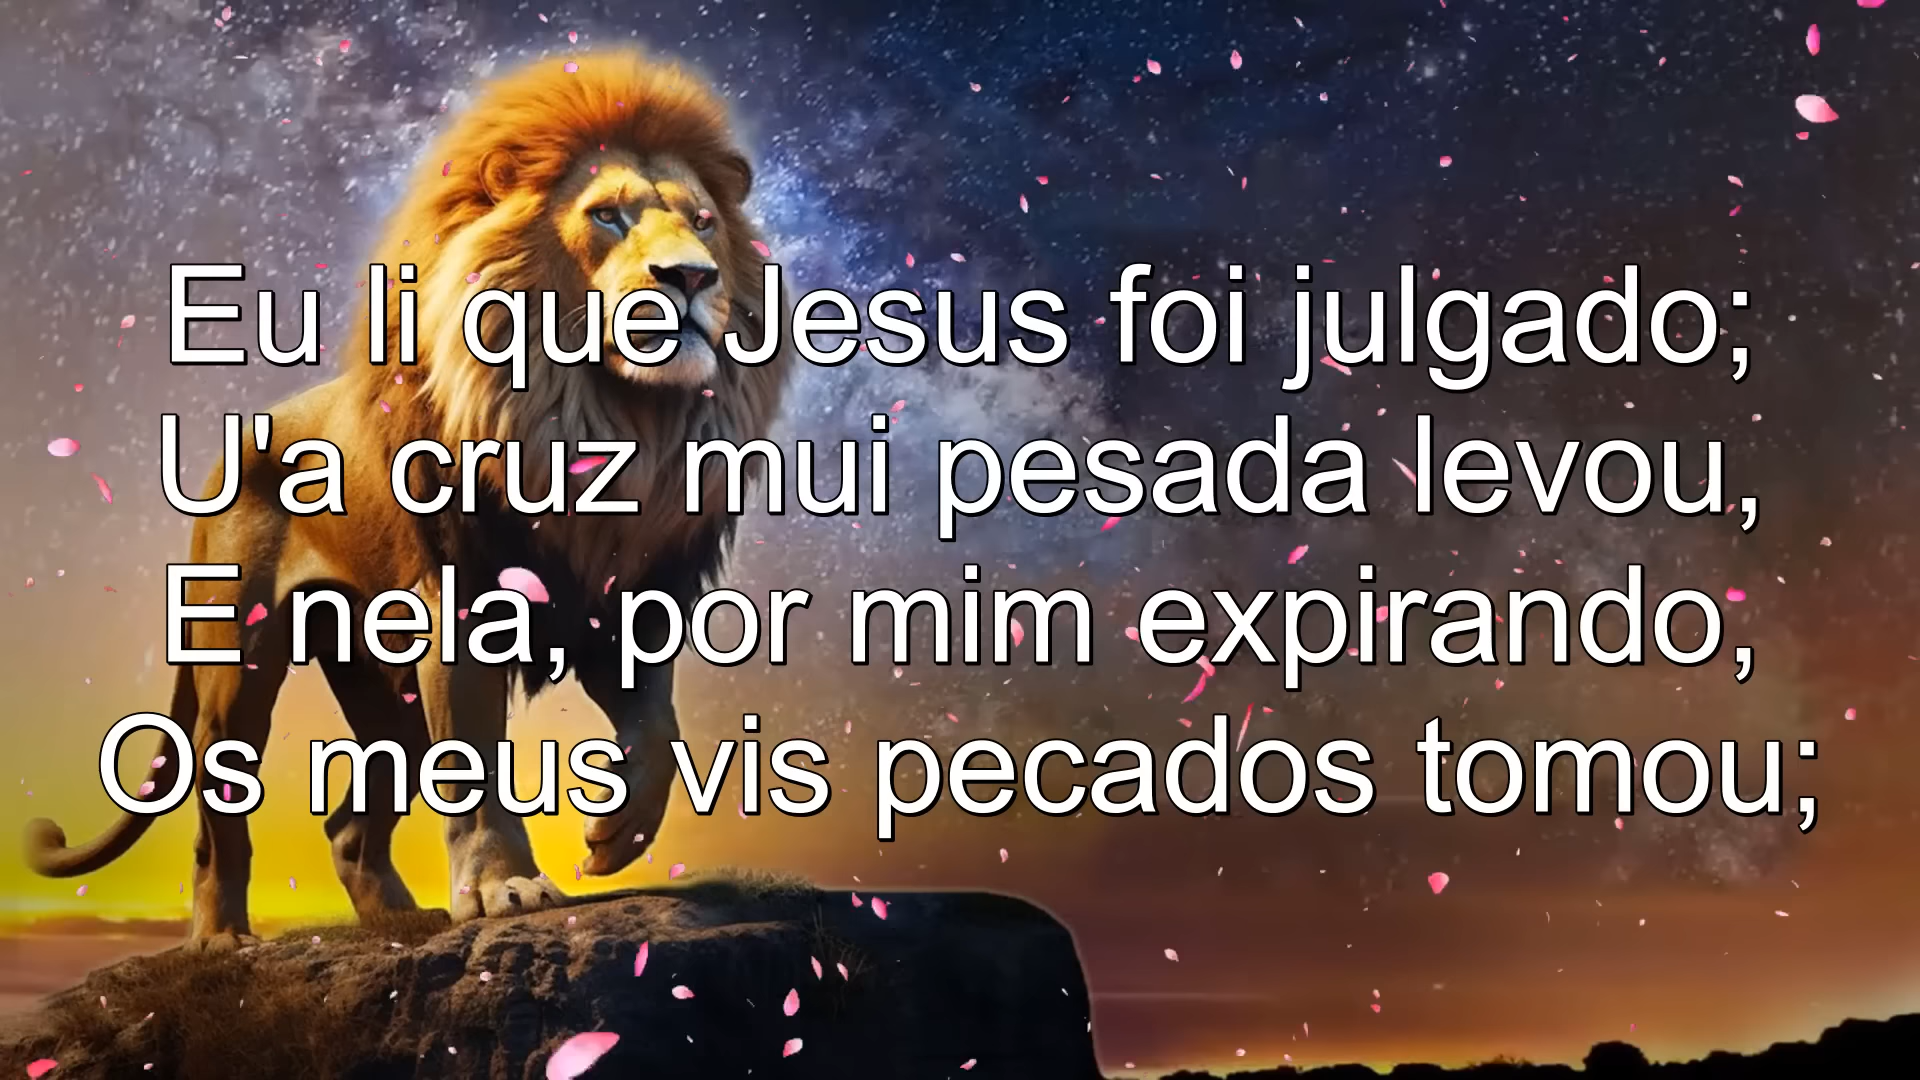 Eu li que Jesus foi julgado;
U'a cruz mui pesada levou,
E nela, por mim expirando,
Os meus vis pecados tomou;